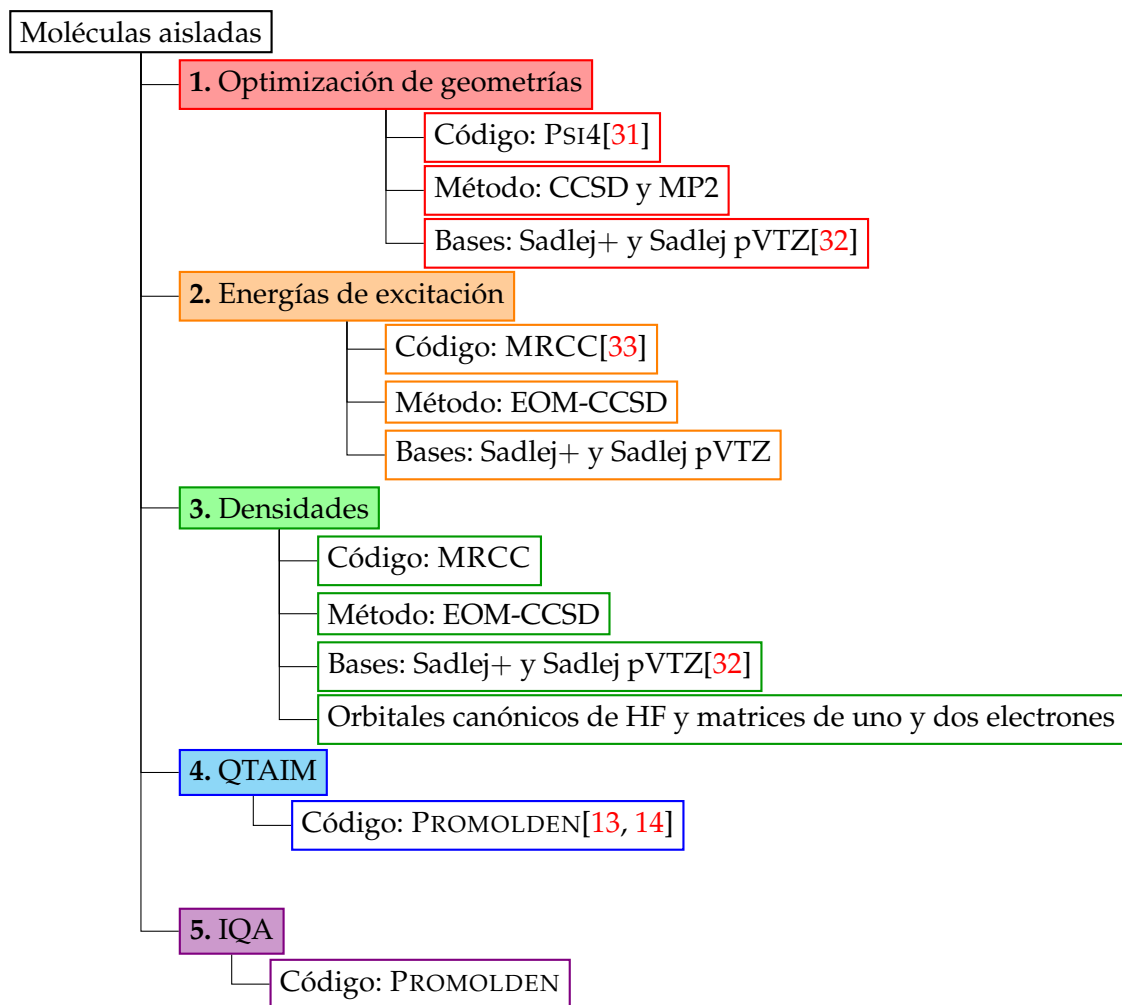 Moléculas aisladas
1. Optimización de geometrías
Código: PSI4[31]
Método: CCSD y MP2
Bases: Sadlej+ y Sadlej pVTZ[32]
2. Energías de excitación
Código: MRCC[33]
Método: EOM-CCSD
Bases: Sadlej+ y Sadlej pVTZ
3. Densidades
Código: MRCC
Método: EOM-CCSD
Bases: Sadlej+ y Sadlej pVTZ[32]
Orbitales canónicos de HF y matrices de uno y dos electrones
4. QTAIM
Código: PROMOLDEN[13, 14]
5. IQA
Código: PROMOLDEN